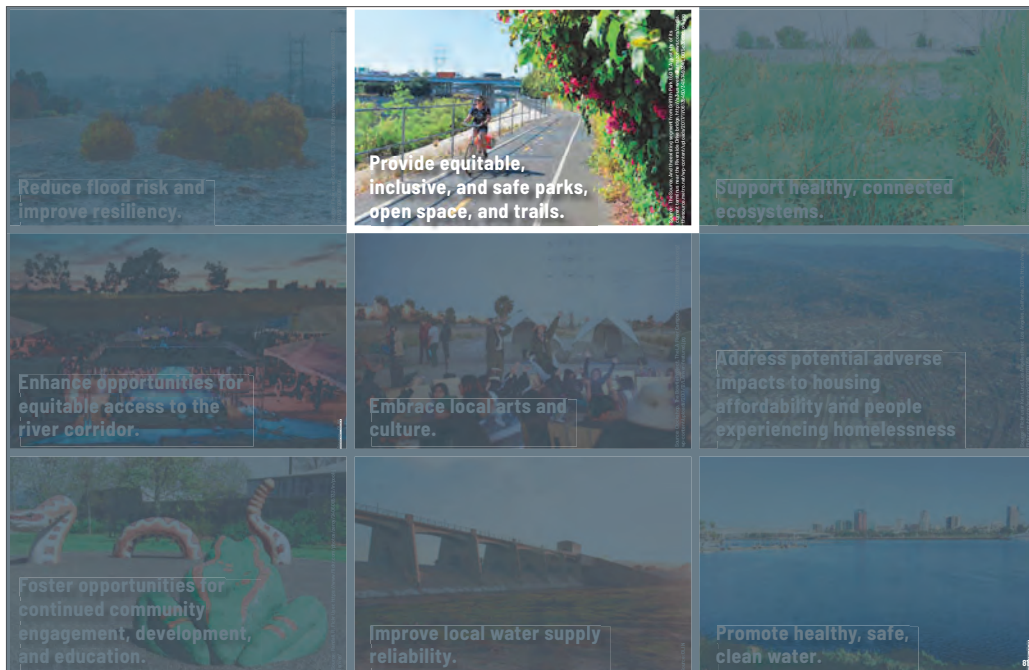 Reduce flood risk and
improve resiliency.
Provide equitable,
inclusive, and safe parks,
open space, and trails.
Support healthy, connected
ecosystems.
Enhance opportunities for
equitable access to the
river corridor.
Embrace local arts and
culture.
Address potential adverse
impacts to housing
affordability and people
experiencing homelessness
Foster opportunities for
continued community
engagement, development,
and education.
Improve local water supply
reliability.
Promote healthy, safe,
clean water.